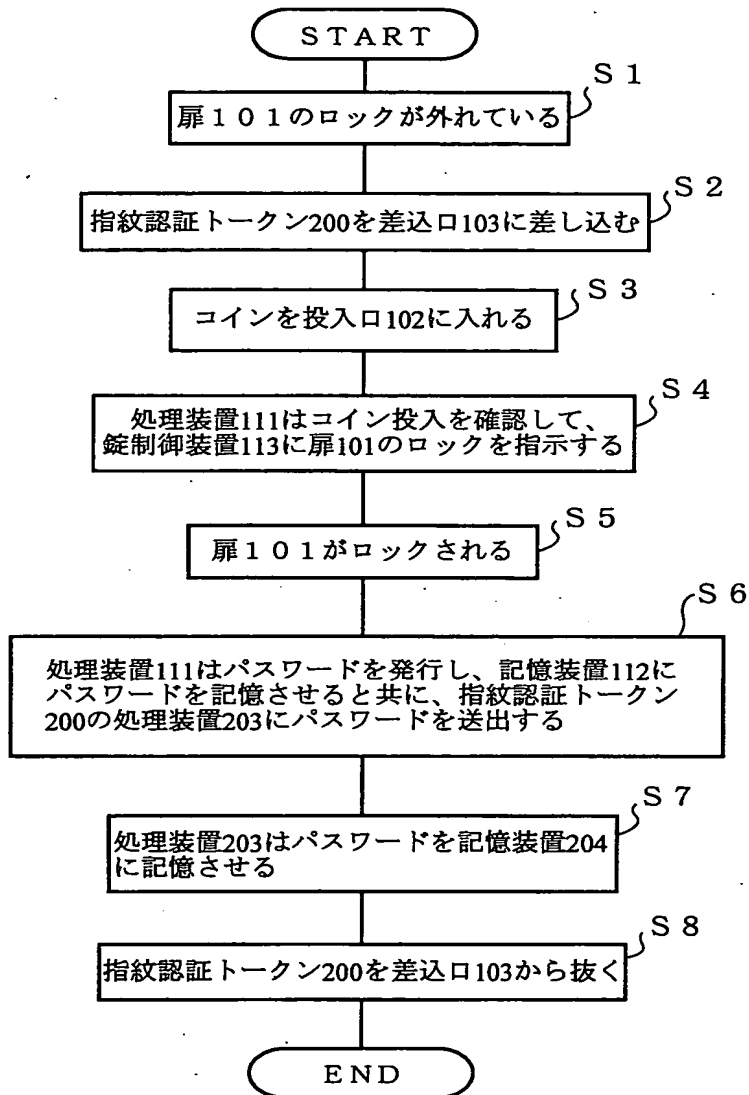 START
S1
扉101のロックが外れている
S2
指紋認証トークン200を差込口103に差し込む
S3
コインを投入口102に入れる
S4
処理装置111はコイン投入を確認して、
錠制御装置113に扉101のロックを指示する
S5
扉101がロックされる
S6
処理装置111はパスワードを発行し、記憶装置112に
パスワードを記憶させると共に、指紋認証トークン
200の処理装置203にパスワードを送出する
S7
処理装置203はパスワードを記憶装置204
に記憶させる
S8
指紋認証トークン200を差込口103から抜く
END